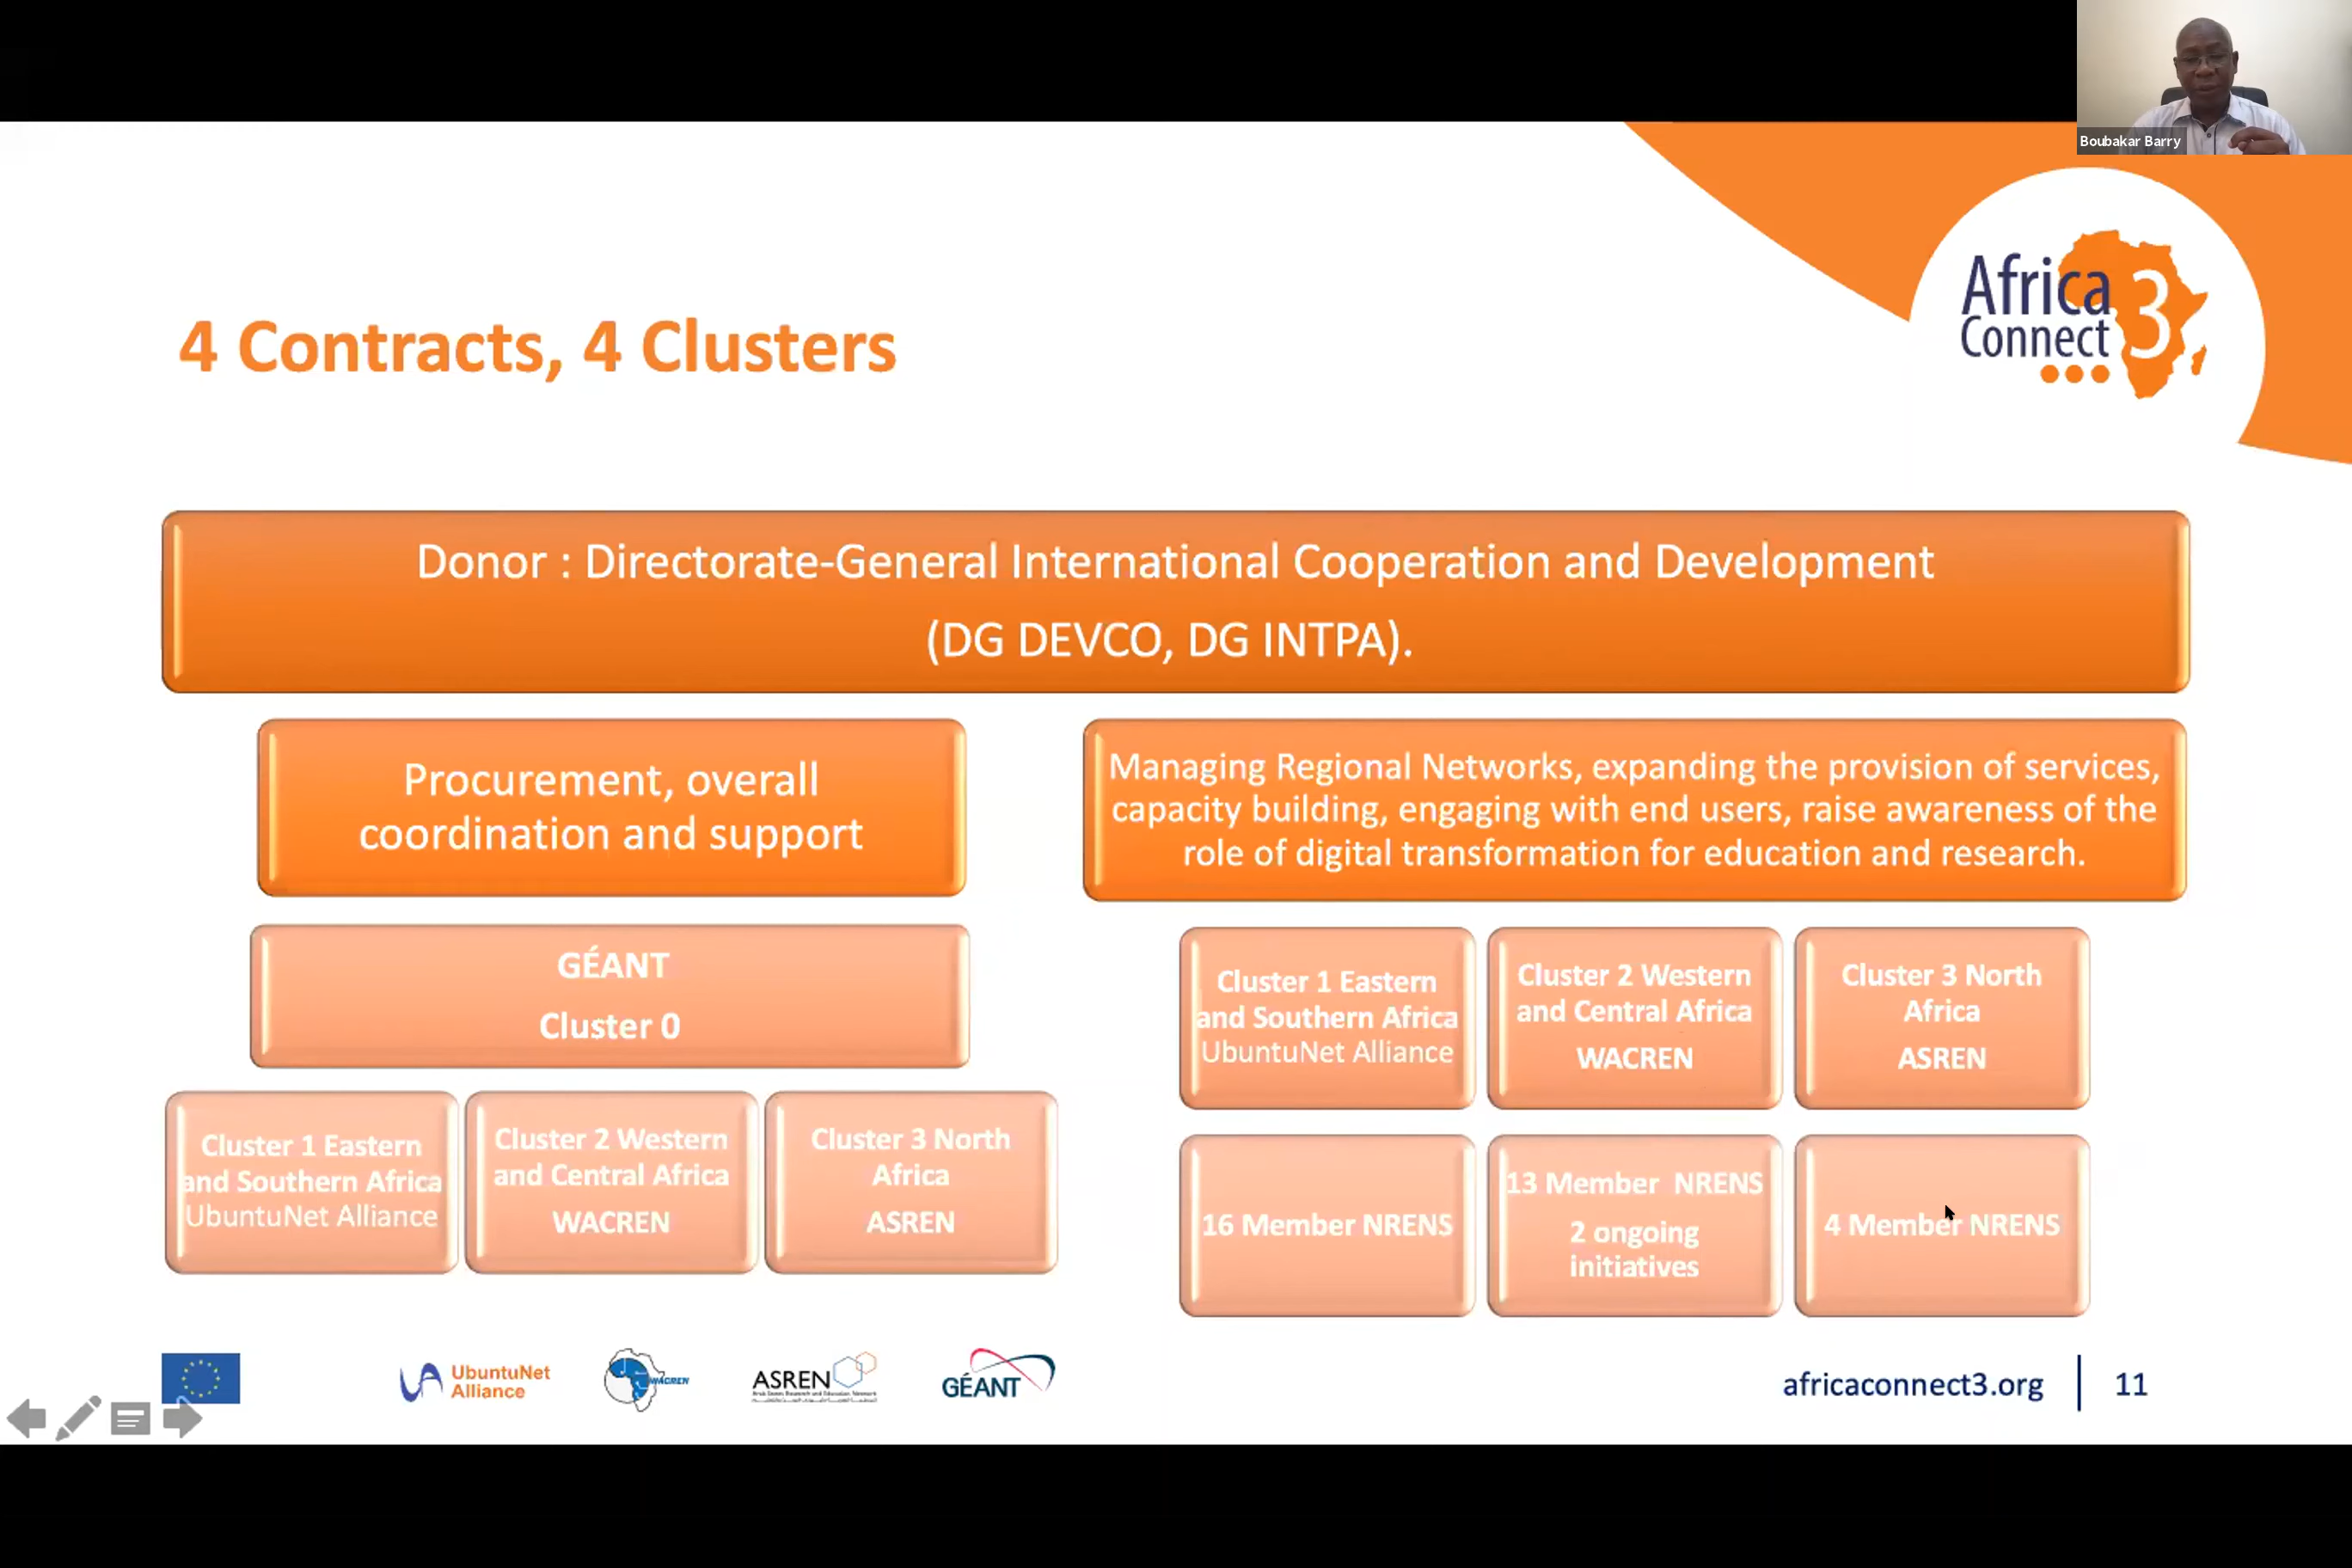 Boubakar Barry
Africa
Connect
3
4 Contracts, 4 Clusters
Donor : Directorate-General International Cooperation and Development
(DG DEVCO, DG INTPA).
Procurement, overall
coordination and support
Managing Regional Networks, expanding the provision of services,
capacity building, engaging with end users, raise awareness of the
role of digital transformation for education and research.
GÉANT
Cluster 0
Cluster 1 Eastern
and Southern Africa
UbuntuNet Alliance
Cluster 2 Western
and Central Africa
WACREN
Cluster 3 North
Africa
ASREN
Cluster 1 Eastern
and Southern Africa
UbuntuNet Alliance
Cluster 2 Western
and Central Africa
WACREN
Cluster 3 North
Africa
ASREN
16 Member NRENS
13 Member NRENS
2 ongoing
initiatives
4 Member NRENS
UbuntuNet
Alliance
WACREN
ASREN
Arab States Research and Education Network
GÉANT
africaconnect3.org
11